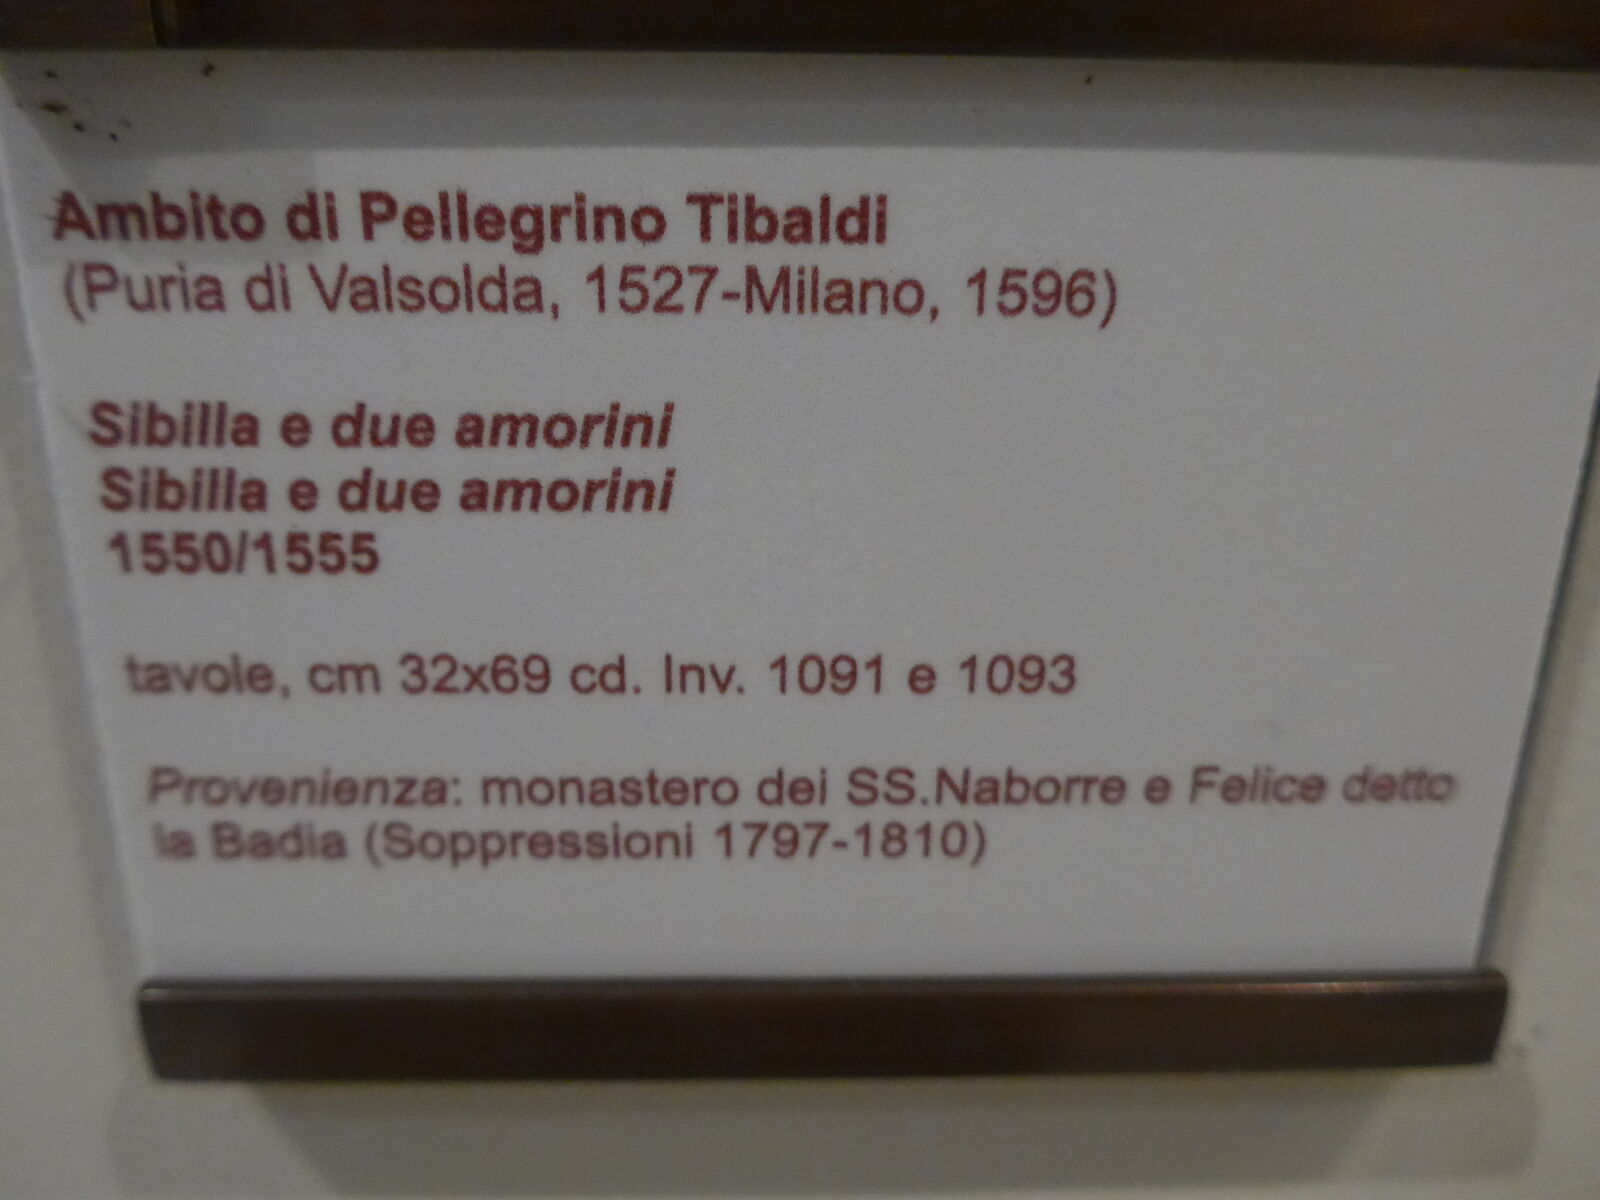 Ambito di Pellegrino Tibaldi
(Puria di Valsolda, 1527-Milano, 1596)
Sibilla e due amorini
Sibilla e due amorini
1550/1555
tavole, cm 32x69 cd. Inv. 1091 e 1093
Provenienza: monastero dei SS.Naborre e Felice detto
la Badia (Soppressioni 1797-1810)